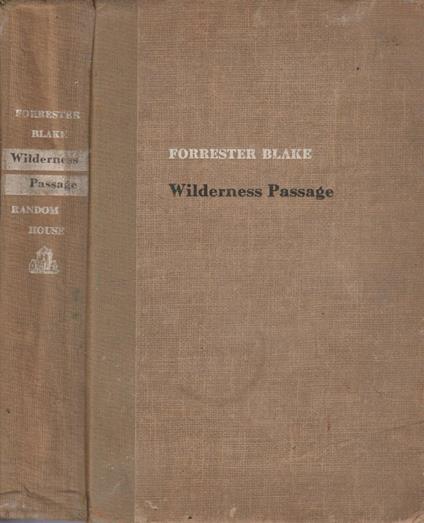 FORRESTER
BLAKE
Wilderness
Passage
RANDOM
HOUSE
FORRESTER BLAKE
Wilderness Passage